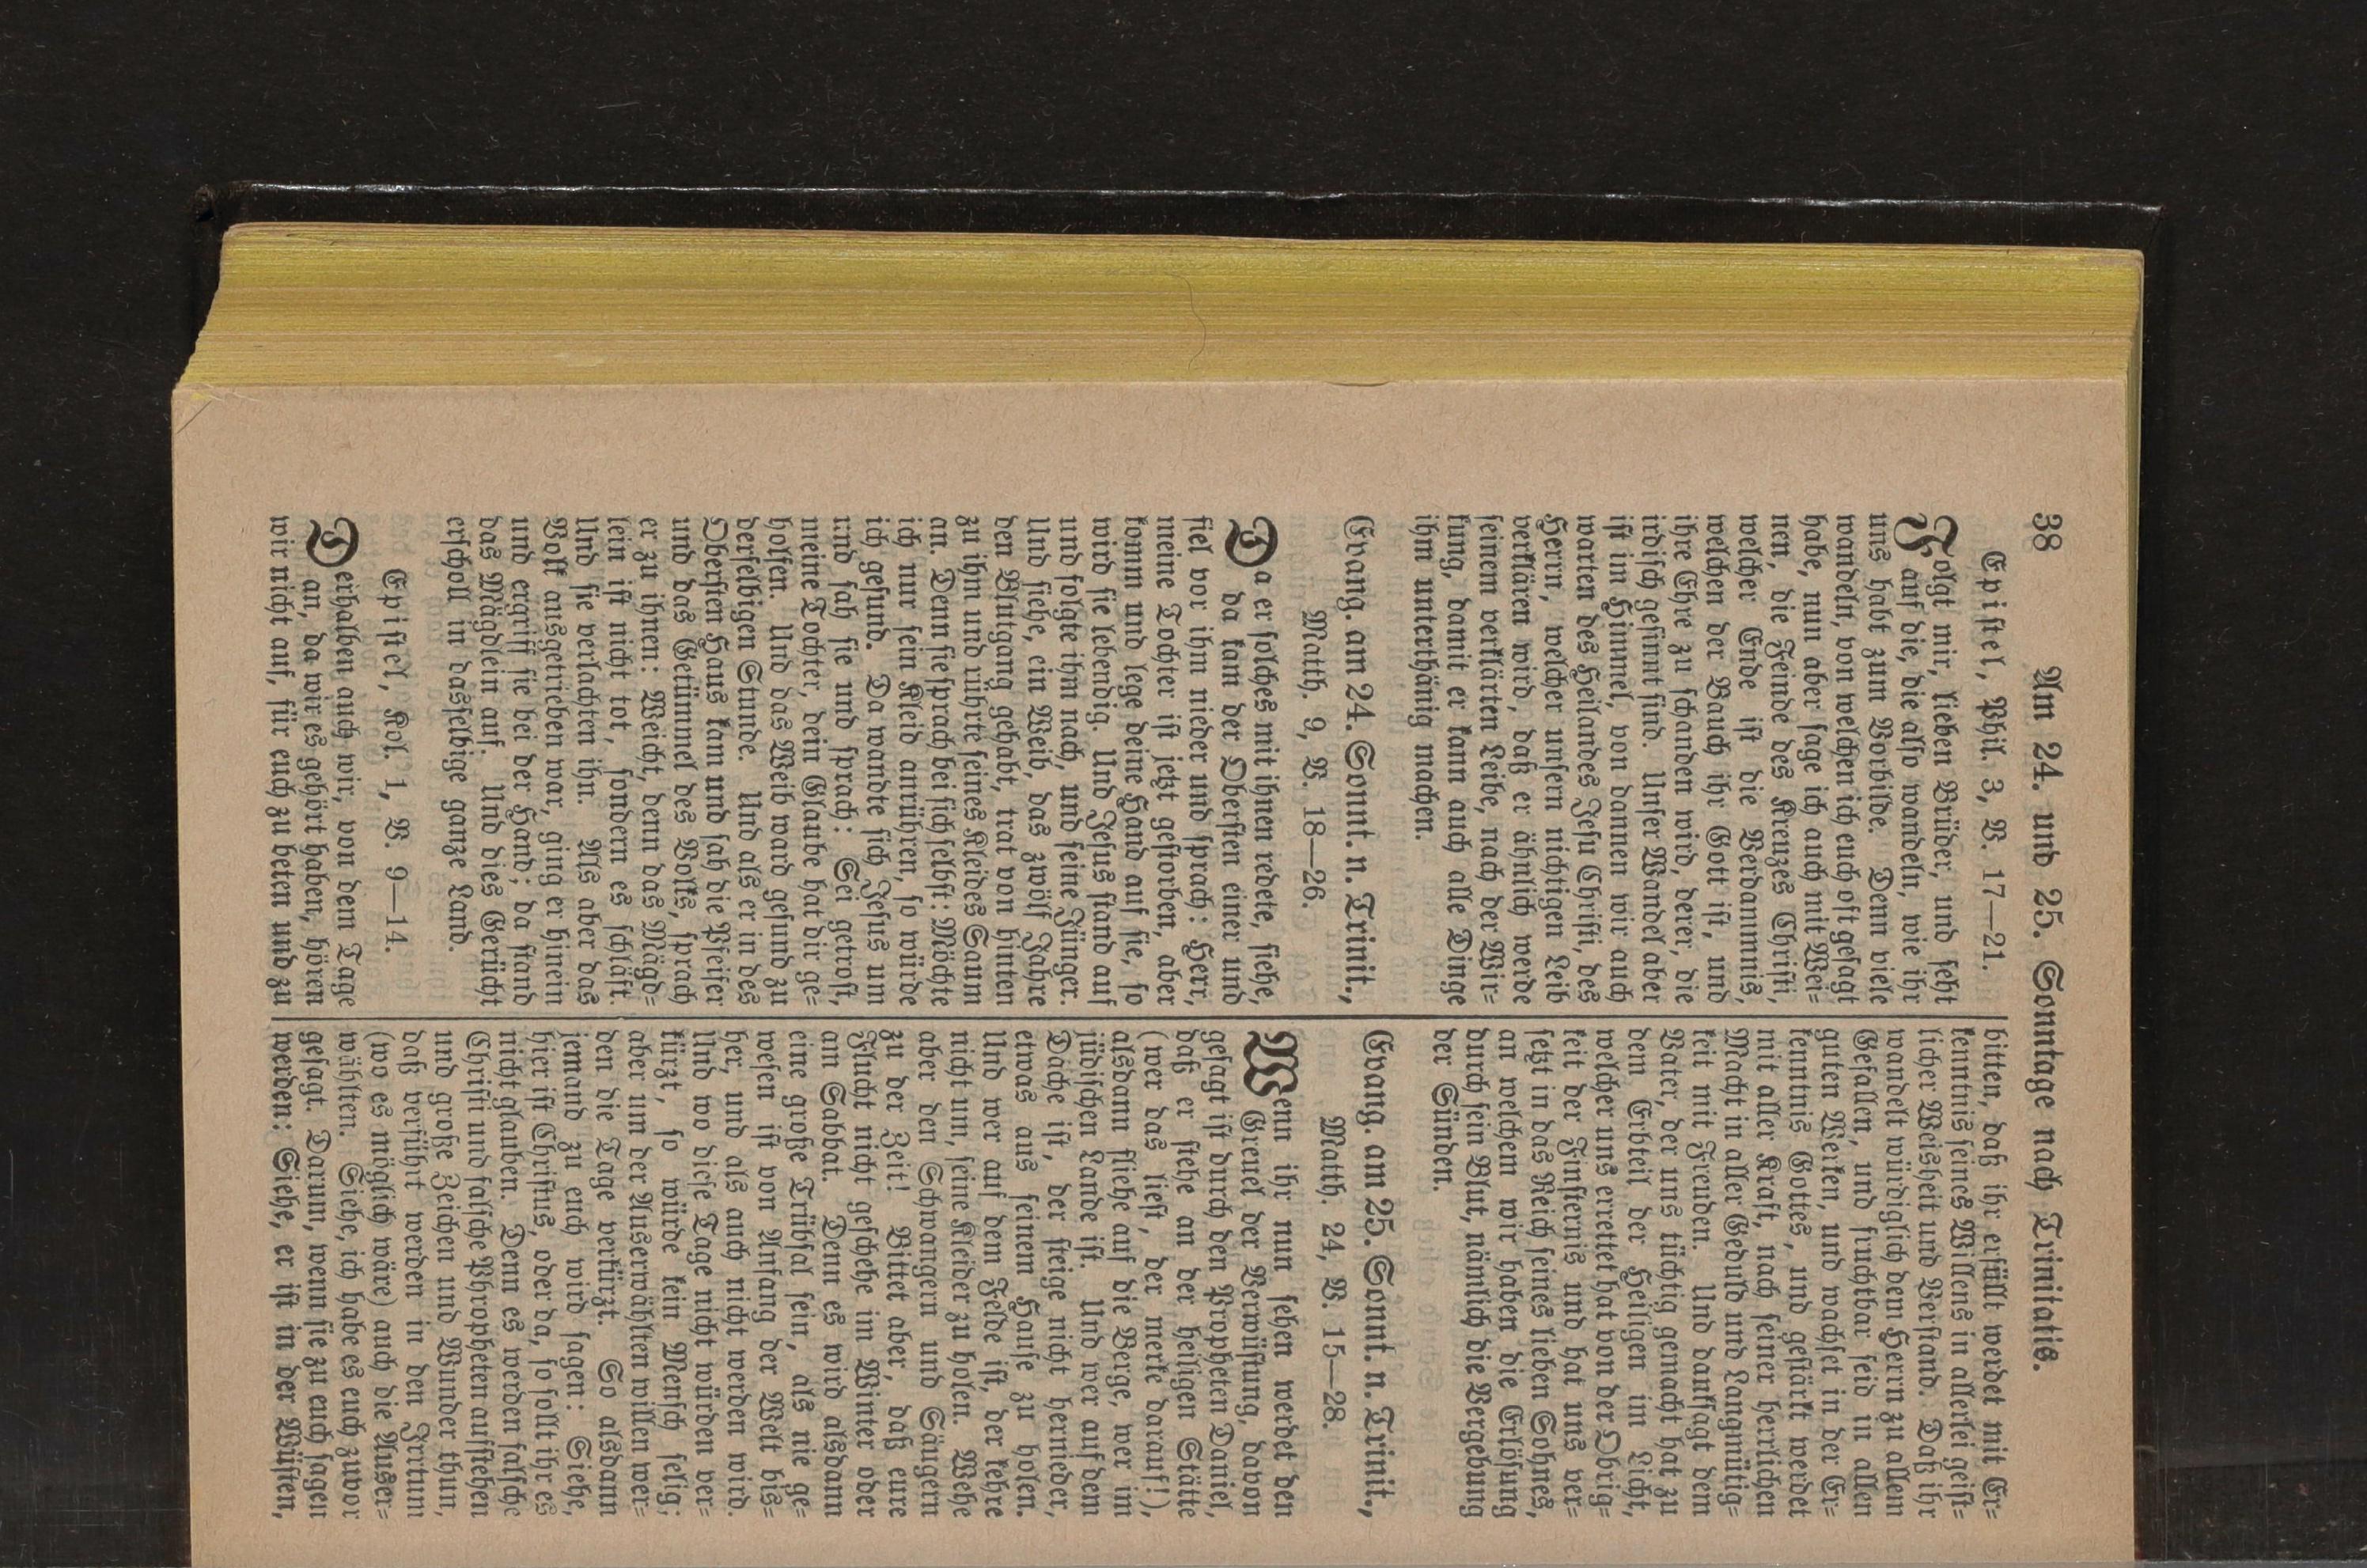 38 Am 24. und 25. Sonntage nach Trinitatis.
Epistel, Phil. 3, V. 17—21.
Folgt mir, lieben Brüder, und seht
auf die, die also wandeln, wie ihr
uns habt zum Vorbilde. Denn viele
wandeln, von welchen ich euch oft gesagt
habe, nun aber sage ich auch mit Wei=
nen, die Feinde des Kreuzes Christi,
welcher Ende ist die Verdammnis,
welchen der Bauch ihr Gott ist, und
ihre Ehre zu schanden wird, derer, die
irdisch gesinnt sind. Unser Wandel aber
ist im Himmel, von dannen wir auch
warten des Heilandes Jesu Christi, des
Herrn, welcher unsern nichtigen Leib
verklären wird, daß er ähnlich werde
seinem verklärten Leibe, nach der Wir=
kung, damit er kann auch alle Dinge
ihm unterthänig machen.
Evang. am 24. Sonnt. n. Trinit.,
Matth. 9, V. 18—26.
Da er solches mit ihnen redete, siehe,
da kam der Obersten einer und
fiel vor ihm nieder und sprach: Herr,
meine Tochter ist jetzt gestorben, aber
komm und lege deine Hand auf sie, so
wird sie lebendig. Und Jesus stand auf
und folgte ihm nach, und seine Jünger.
Und siehe, ein Weib, das zwölf Jahre
den Blutgang gehabt, trat von hinten
zu ihm und rührte seines Kleides Saum
an. Denn sie sprach bei sich selbst: Möchte
ich nur sein Kleid anrühren, so würde
ich gesund. Da wandte sich Jesus um
und sah sie und sprach: Sei getrost,
meine Tochter, dein Glaube hat dir ge=
holfen. Und das Weib ward gesund zu
derselbigen Stunde. Und als er in des
Obersten Haus kam und sah die Pfeifer
und das Getümmel des Volks, sprach
er zu ihnen: Weicht, denn das Mägd=
lein ist nicht tot, sondern es schläft.
Und sie verlachten ihn. Als aber das
Volk ausgetrieben war, ging er hinein
und ergriff sie bei der Hand; da stand
das Mägdlein auf. Und dies Gerücht
erscholl in dasselbige ganze Land.
Epistel, Kol. 1, V. 9—14.
Derhalben auch wir, von dem Tage
an, da wir es gehört haben, hören
wir nicht auf, für euch zu beten und zu
bitten, daß ihr erfüllt werdet mit Er=
kenntnis seines Willens in allerlei geist=
licher Weisheit und Verstand. Daß ihr
wandelt würdiglich dem Herrn zu allem
Gefallen, und fruchtbar seid in allen
guten Werken, und wachset in der Er=
kenntnis Gottes, und gestärkt werdet
mit aller Kraft, nach seiner herrlichen
Macht in aller Geduld und Langmütig=
keit mit Freuden. Und danksagt dem
Vater, der uns tüchtig gemacht hat zu
dem Erbteil der Heiligen im Licht,
welcher uns errettet hat von der Obrig=
keit der Finsternis und hat uns ver=
setzt in das Reich seines lieben Sohnes,
an welchem wir haben die Erlösung
durch sein Blut, nämlich die Vergebung
der Sünden.
Evang. am 25. Sonnt. n. Trinit.,
Matth. 24, V. 15—28.
Wenn ihr nun sehen werdet den
Greuel der Verwüstung, davon
gesagt ist durch den Propheten Daniel,
daß er stehe an der heiligen Stätte
(wer das liest, der merke darauf!),
alsdann fliehe auf die Berge, wer im
jüdischen Lande ist. Und wer auf dem
Dache ist, der steige nicht hernieder,
etwas aus seinem Hause zu holen.
Und wer auf dem Felde ist, der kehre
nicht um, seine Kleider zu holen. Wehe
aber den Schwangern und Säugern
zu der Zeit! Bittet aber, daß eure
Flucht nicht geschehe im Winter oder
am Sabbat. Denn es wird alsdann
eine große Trübsal sein, als nie ge=
wesen ist von Anfang der Welt bis=
her, und als auch nicht werden wird.
Und wo diese Tage nicht würden ver=
kürzt, so würde kein Mensch selig;
aber um der Auserwählten willen wer=
den die Tage verkürzt. So alsdann
jemand zu euch wird sagen: Siehe,
hier ist Christus, oder da, so sollt ihr es
nicht glauben. Denn es werden falsche
Christi und falsche Propheten aufstehen
und große Zeichen und Wunder thun,
daß verführt werden in den Irrtum
(wo es möglich wäre) auch die Auser=
wählten. Siehe, ich habe es euch zuvor
gesagt. Darum, wenn sie zu euch sagen
werden: Siehe, er ist in der Wüsten,